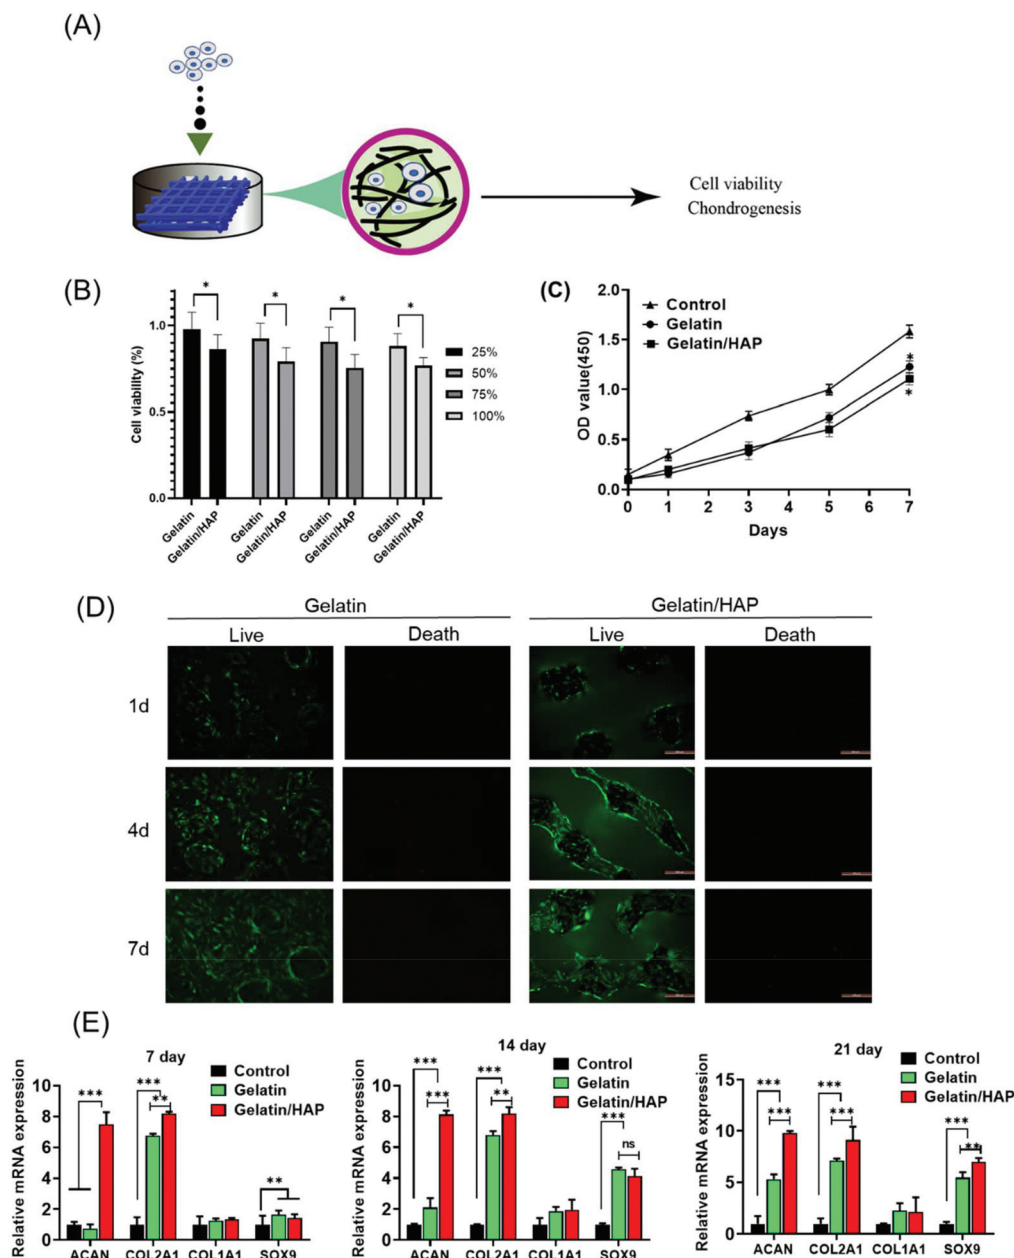 (A)
Cell viability
Chondrogenesis
(B)
Cell viability (%)
1.0
0.5
0.0
*
*
*
*
25%
50%
75%
100%
Gelatin
Gelatin/HAP
Gelatin
Gelatin/HAP
Gelatin
Gelatin/HAP
Gelatin
Gelatin/HAP
(C)
OD value(450)
2.0
1.5
1.0
0.5
0.0
Control
Gelatin
Gelatin/HAP
*
*
0 1 2 3 4 5 6 7
Days
(D)
Gelatin Gelatin/HAP
Live Death Live Death
1d
4d
7d
(E)
7 day
Relative mRNA expression
10
8
6
4
2
0
Control
Gelatin
Gelatin/HAP
***
***
**
**
ACAN COL2A1 COL1A1 SOX9
14 day
Relative mRNA expression
10
8
6
4
2
0
Control
Gelatin
Gelatin/HAP
***
***
***
**
***
ns
ACAN COL2A1 COL1A1 SOX9
21 day
Relative mRNA expression
15
10
5
0
Control
Gelatin
Gelatin/HAP
***
***
***
***
***
**
ACAN COL2A1 COL1A1 SOX9